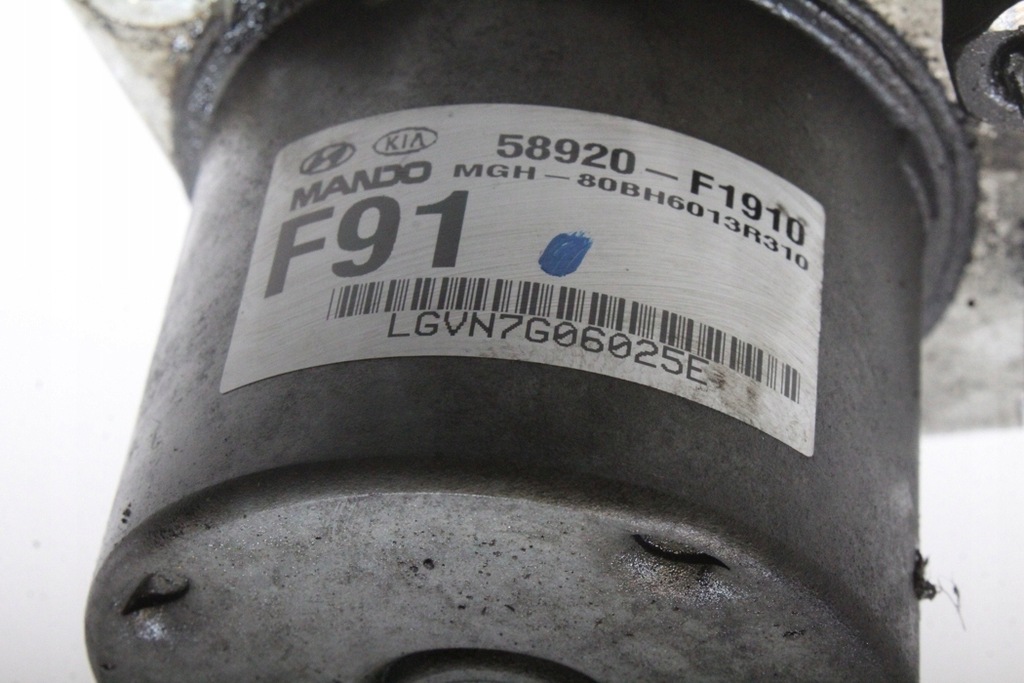 KIA
58920-F1910
MANDO MGH-80BH6013R310
F91
LGVN7G06025E